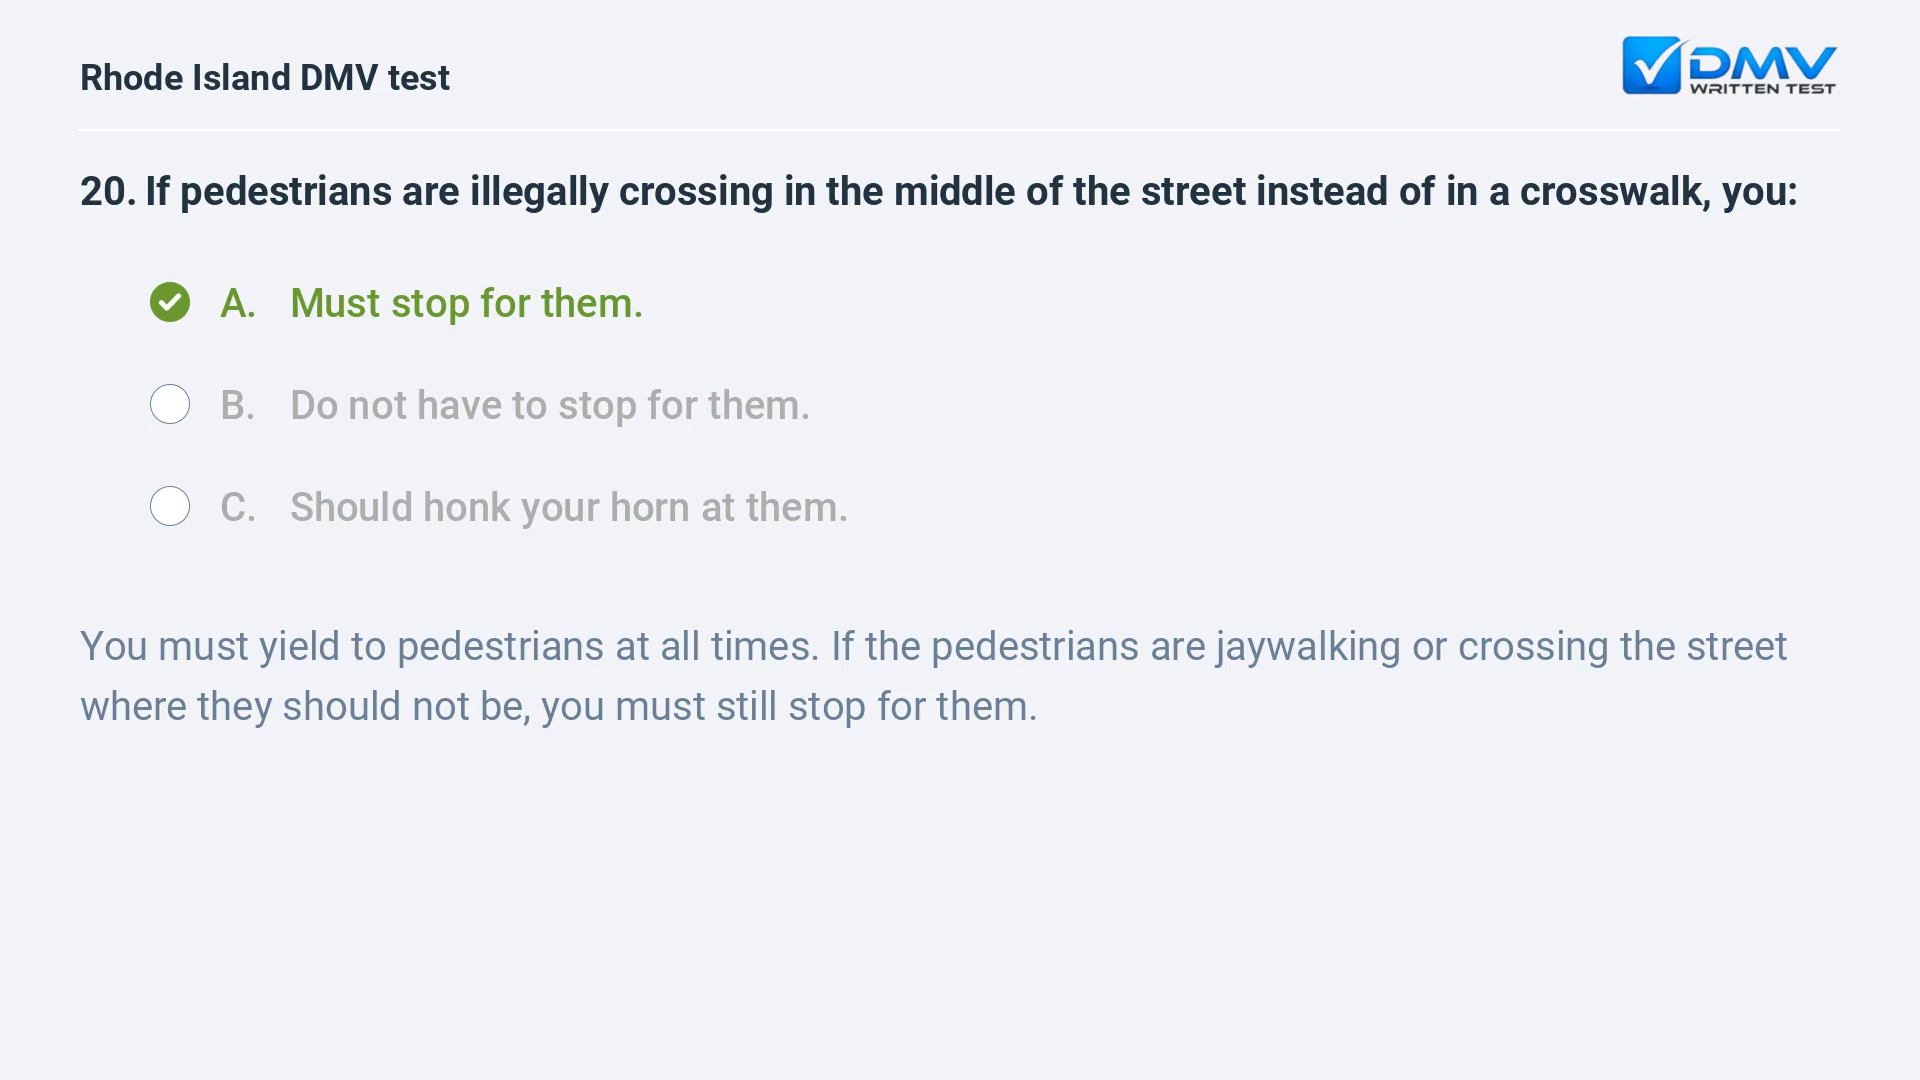 Rhode Island DMV test
DMV
WRITTEN TEST
20. If pedestrians are illegally crossing in the middle of the street instead of in a crosswalk, you:
A. Must stop for them.
B. Do not have to stop for them.
C. Should honk your horn at them.
You must yield to pedestrians at all times. If the pedestrians are jaywalking or crossing the street
where they should not be, you must still stop for them.